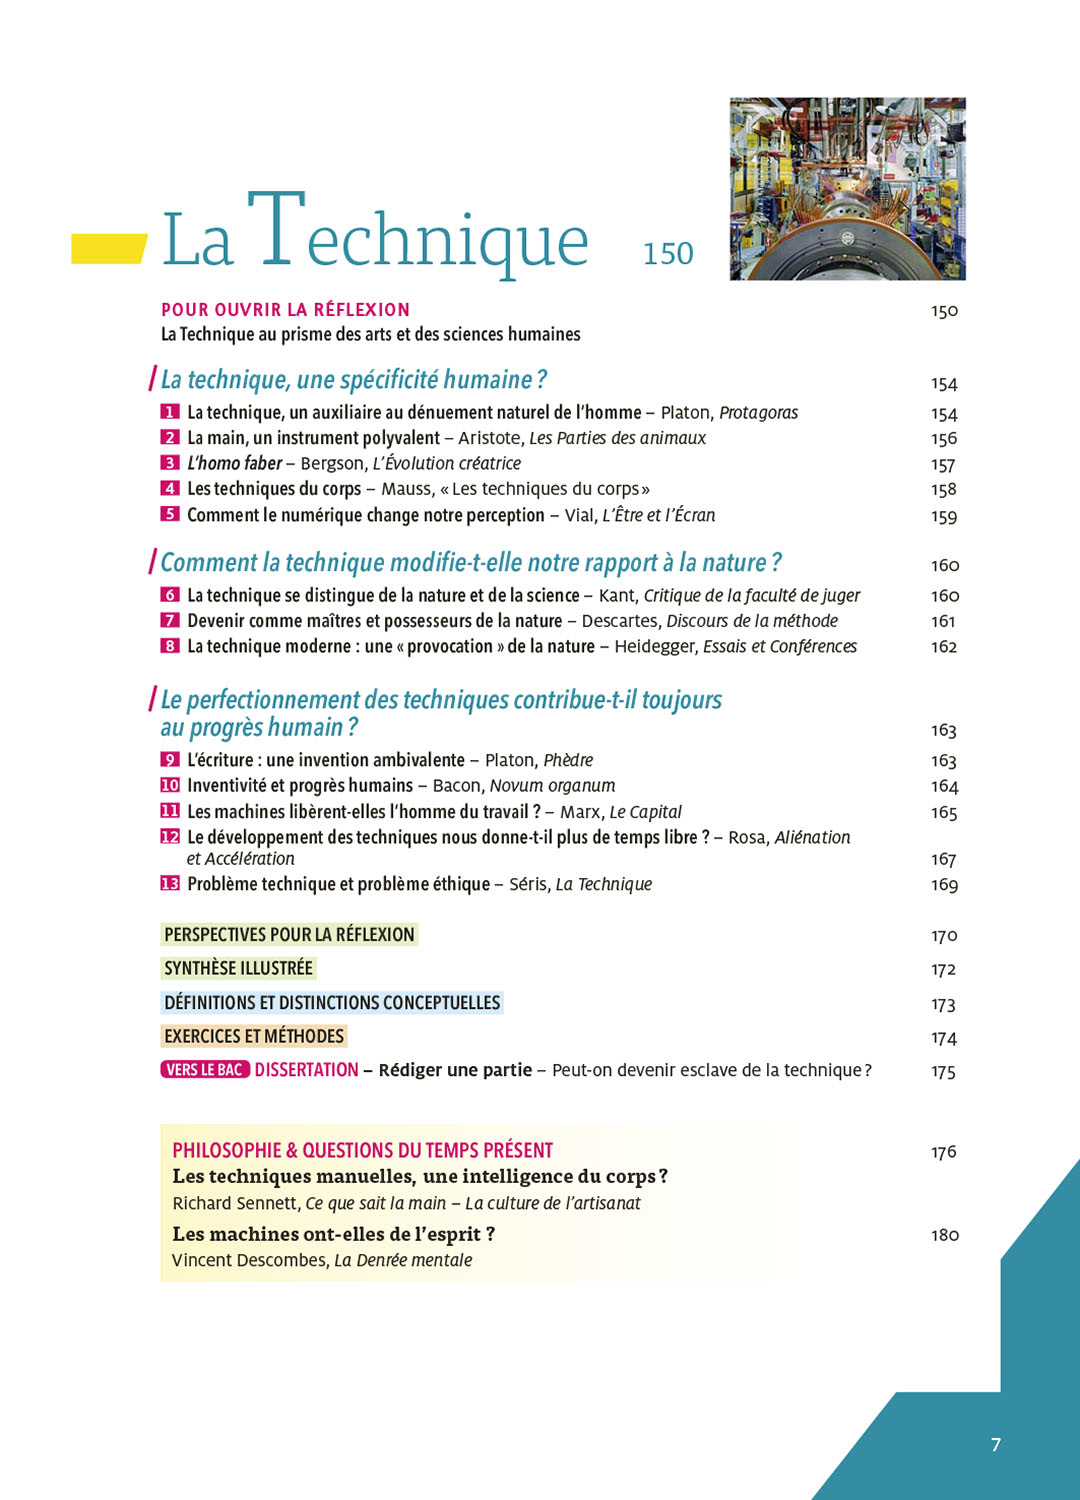 La Technique 150
POUR OUVRIR LA RÉFLEXION 150
La Technique au prisme des arts et des sciences humaines
La technique, une spécificité humaine ? 154
1 La technique, un auxiliaire au dénuement naturel de l’homme – Platon, Protagoras 154
2 La main, un instrument polyvalent – Aristote, Les Parties des animaux 156
3 L’homo faber – Bergson, L’Évolution créatrice 157
4 Les techniques du corps – Mauss, « Les techniques du corps » 158
5 Comment le numérique change notre perception – Vial, L’Être et l’Écran 159
Comment la technique modifie-t-elle notre rapport à la nature ? 160
6 La technique se distingue de la nature et de la science – Kant, Critique de la faculté de juger 160
7 Devenir comme maîtres et possesseurs de la nature – Descartes, Discours de la méthode 161
8 La technique moderne : une « provocation » de la nature – Heidegger, Essais et Conférences 162
Le perfectionnement des techniques contribue-t-il toujours
au progrès humain ? 163
9 L’écriture : une invention ambivalente – Platon, Phèdre 163
10 Inventivité et progrès humains – Bacon, Novum organum 164
11 Les machines libèrent-elles l’homme du travail ? – Marx, Le Capital 165
12 Le développement des techniques nous donne-t-il plus de temps libre ? – Rosa, Aliénation
et Accélération 167
13 Problème technique et problème éthique – Séris, La Technique 169
PERSPECTIVES POUR LA RÉFLEXION 170
SYNTHÈSE ILLUSTRÉE 172
DÉFINITIONS ET DISTINCTIONS CONCEPTUELLES 173
EXERCICES ET MÉTHODES 174
VERS LE BAC DISSERTATION – Rédiger une partie – Peut-on devenir esclave de la technique ? 175
PHILOSOPHIE & QUESTIONS DU TEMPS PRÉSENT 176
Les techniques manuelles, une intelligence du corps ?
Richard Sennett, Ce que sait la main – La culture de l’artisanat
Les machines ont-elles de l’esprit ? 180
Vincent Descombes, La Denrée mentale
7